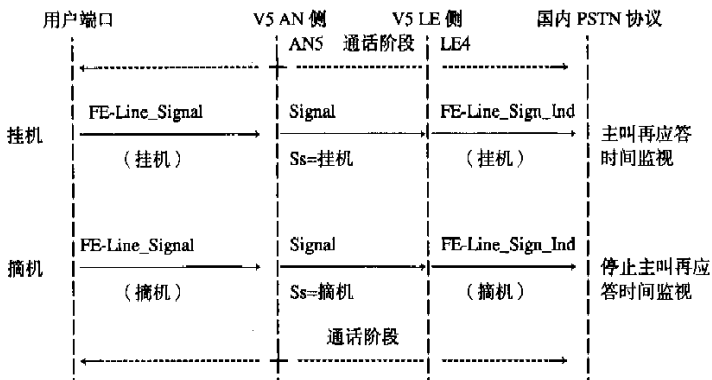 用户端口 V5 AN 侧 V5 LE 侧 国内 PSTN 协议
AN5 通话阶段 LE4
FE-Line_Signal Signal FE-Line_Sign_Ind
挂机 主叫再应答
（挂机） Ss=挂机 （挂机） 时间监视
FE-Line_Signal Signal FE-Line_Sign_Ind
摘机 停止主叫再应
（摘机） Ss=摘机 （摘机） 答时间监视
通话阶段